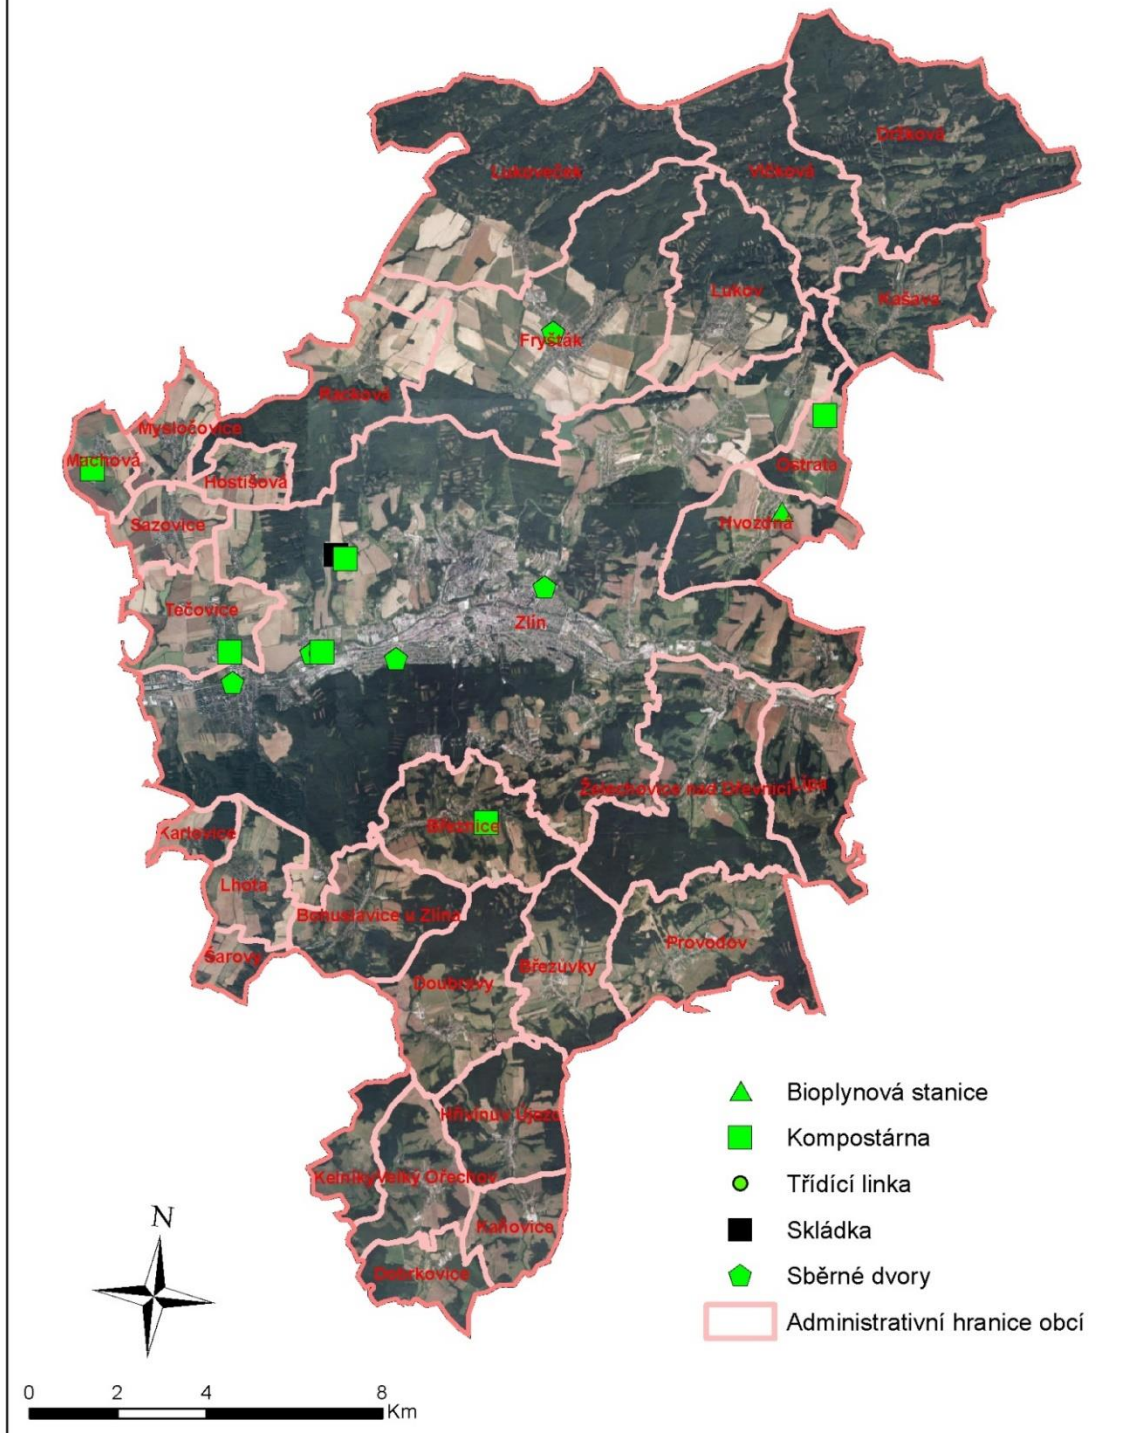 Držková
Lukoveček
Vlčková
Lukov
Kašava
Fryšták
Racková
Mysločovice
Machová
Ostrata
Hostišová
Hvozdná
Sazovice
Tečovice
Zlín
Želechovice nad Dřevnicí
Lípa
Březnice
Karlovice
Lhota
Bohuslavice u Zlína
Provodov
Šarovy
Březůvky
Doubravy
Hřivínův Újezd
Kelníky
Velký Ořechov
Kaňovice
Dobrkovice
Bioplynová stanice
Kompostárna
Třídící linka
Skládka
Sběrné dvory
Administrativní hranice obcí
N
0 2 4 8
Km